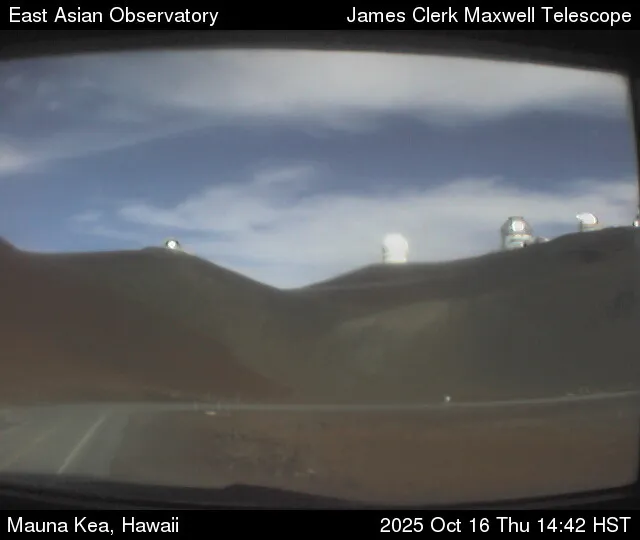 East Asian Observatory
James Clerk Maxwell Telescope
Mauna Kea, Hawaii
2025 Oct 16 Thu 14:42 HST